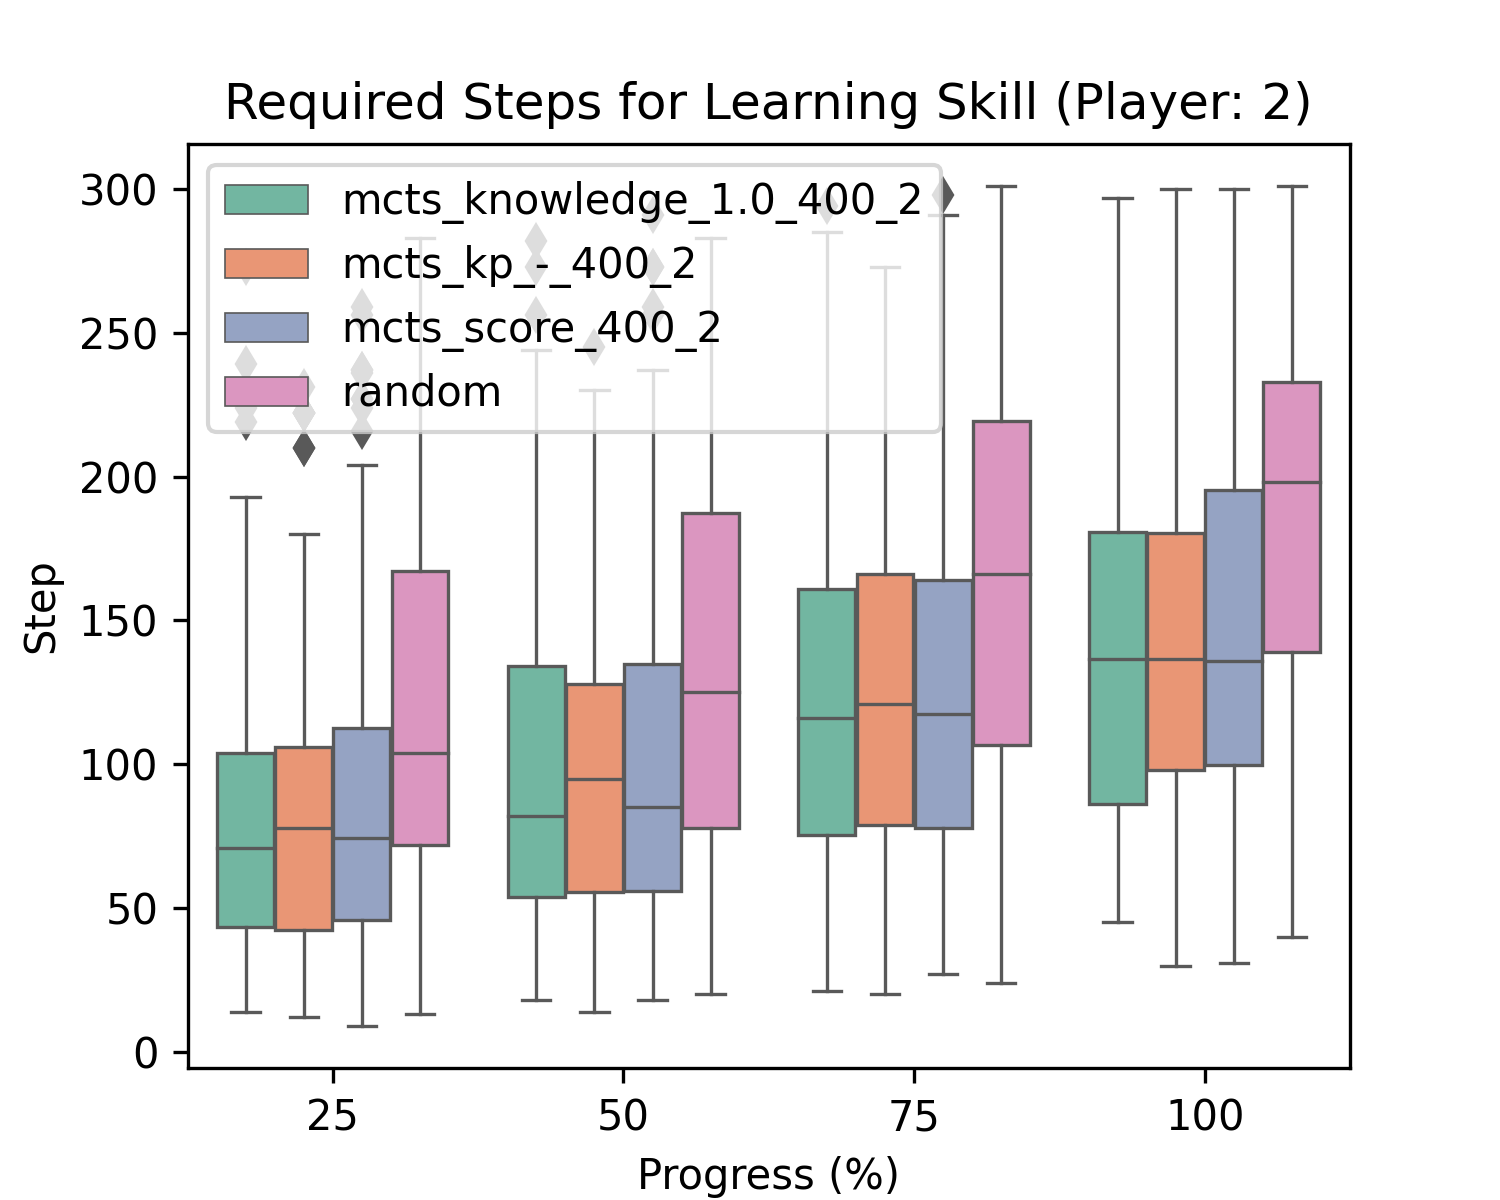 Required Steps for Learning Skill (Player: 2)
mcts_knowledge_1.0_400_2
mcts_kp_-_400_2
mcts_score_400_2
random
300
250
200
150
100
50
0
Step
25 50 75 100
Progress (%)